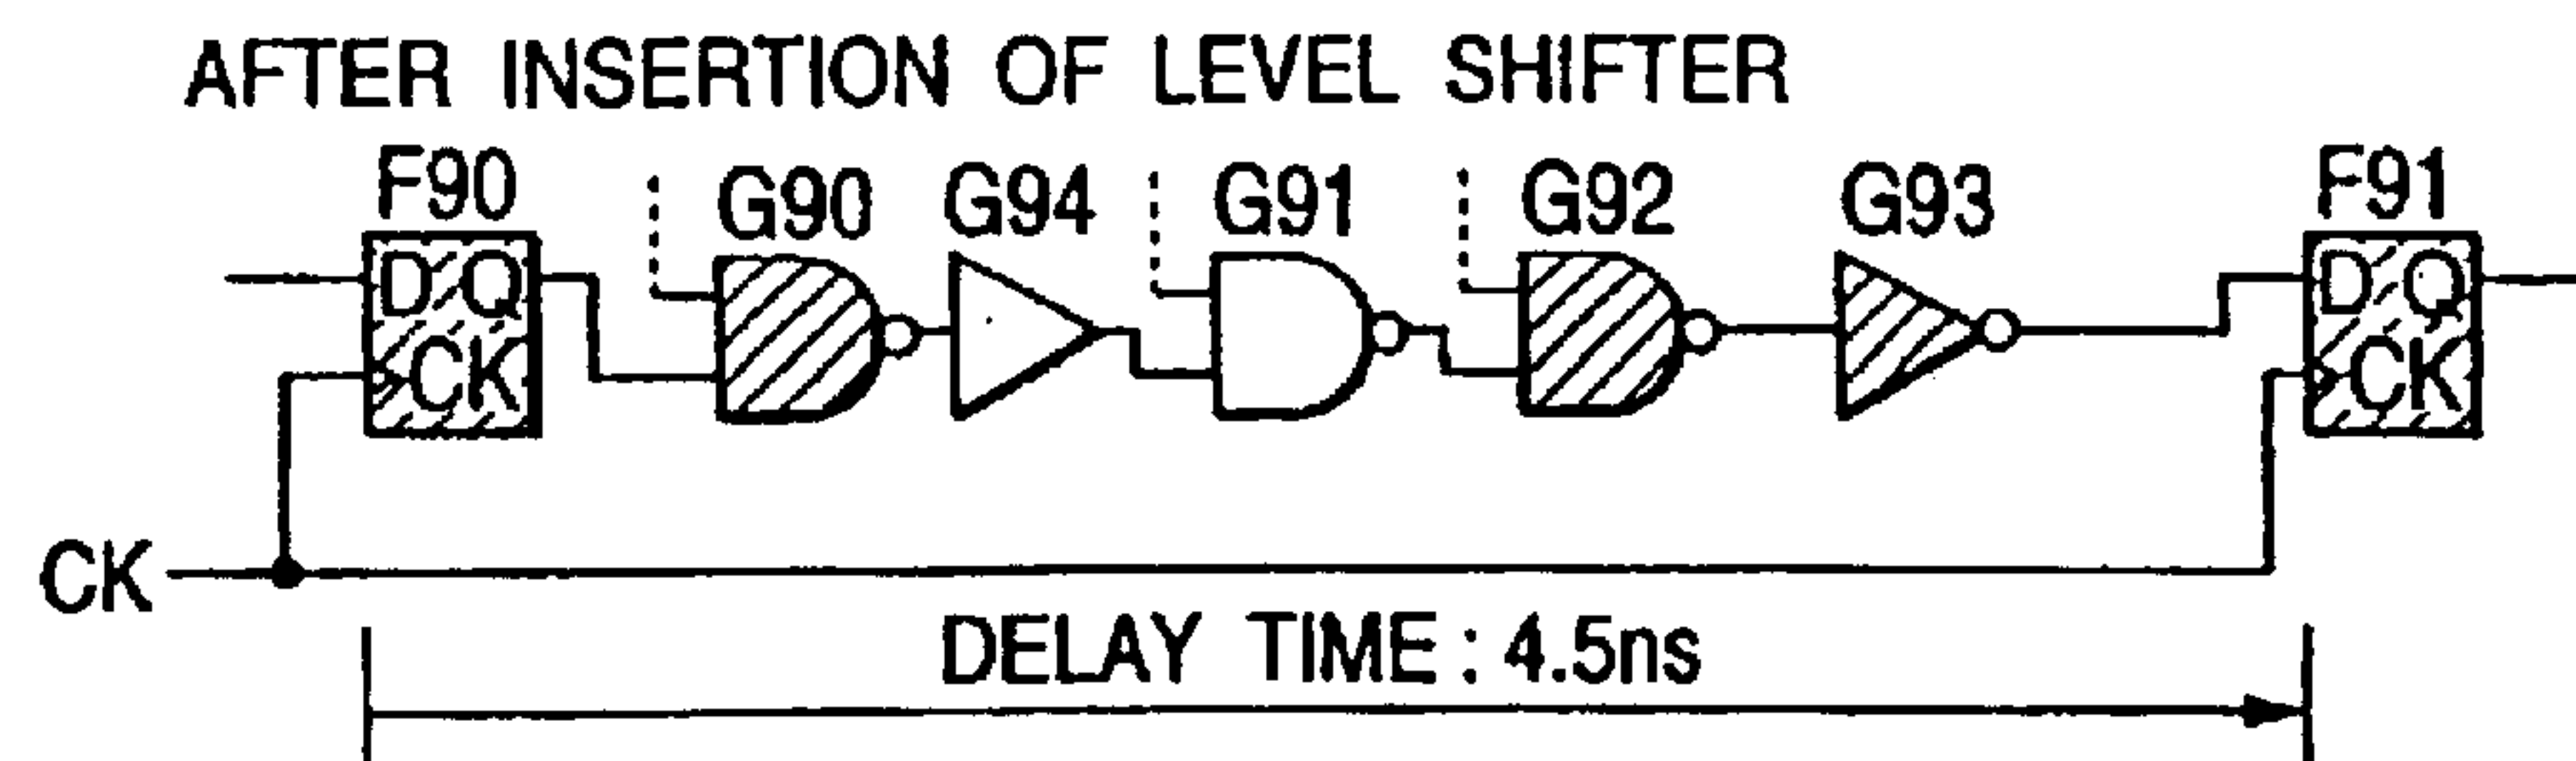 AFTER INSERTION OF LEVEL SHIFTER
F90 G90 G94 G91 G92 G93 F91
D Q D Q
CK CK
CK
DELAY TIME : 4.5ns